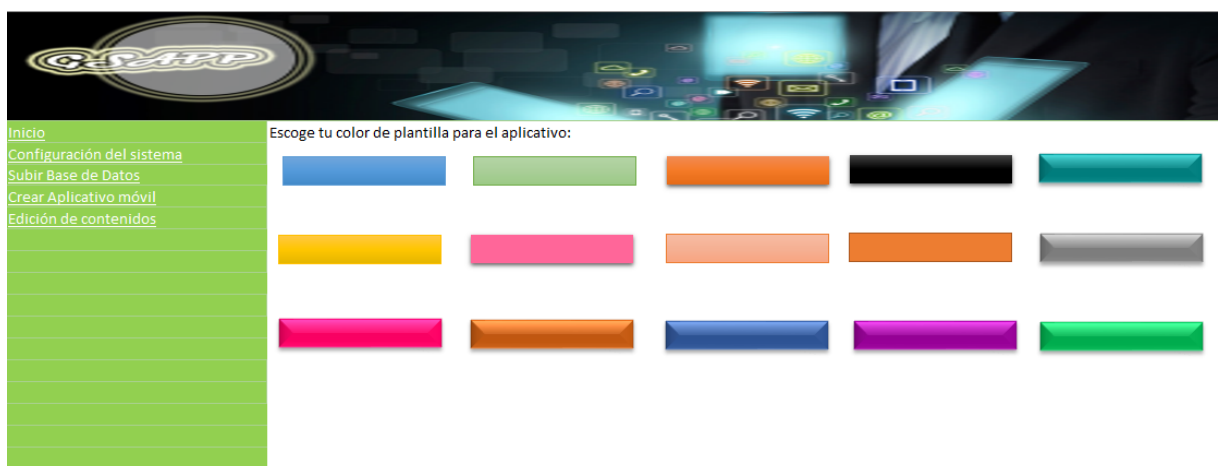 G-SAPP
Inicio
Configuración del sistema
Subir Base de Datos
Crear Aplicativo móvil
Edición de contenidos
Escoge tu color de plantilla para el aplicativo: